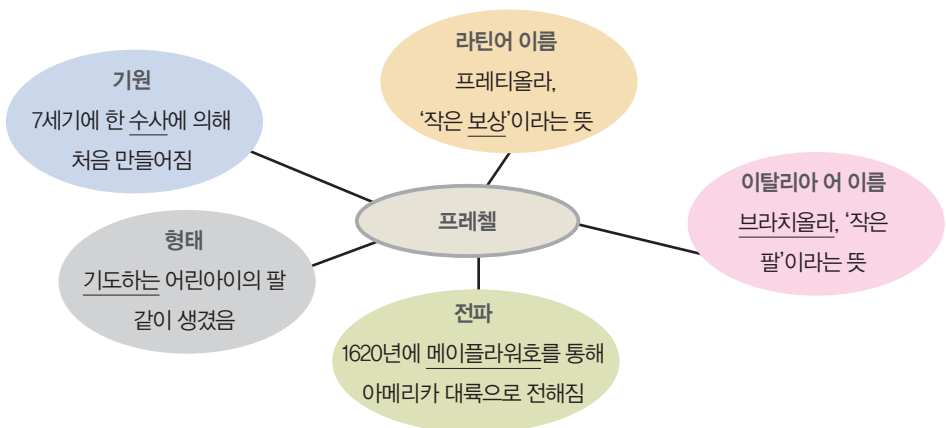 기원
7세기에 한 수사에 의해
처음 만들어짐
라틴어 이름
프레티올라,
‘작은 보상’이라는 뜻
이탈리아 어 이름
브라치올라, ‘작은
팔’이라는 뜻
프레첼
형태
기도하는 어린아이의 팔
같이 생겼음
전파
1620년에 메이플라워호를 통해
아메리카 대륙으로 전해짐